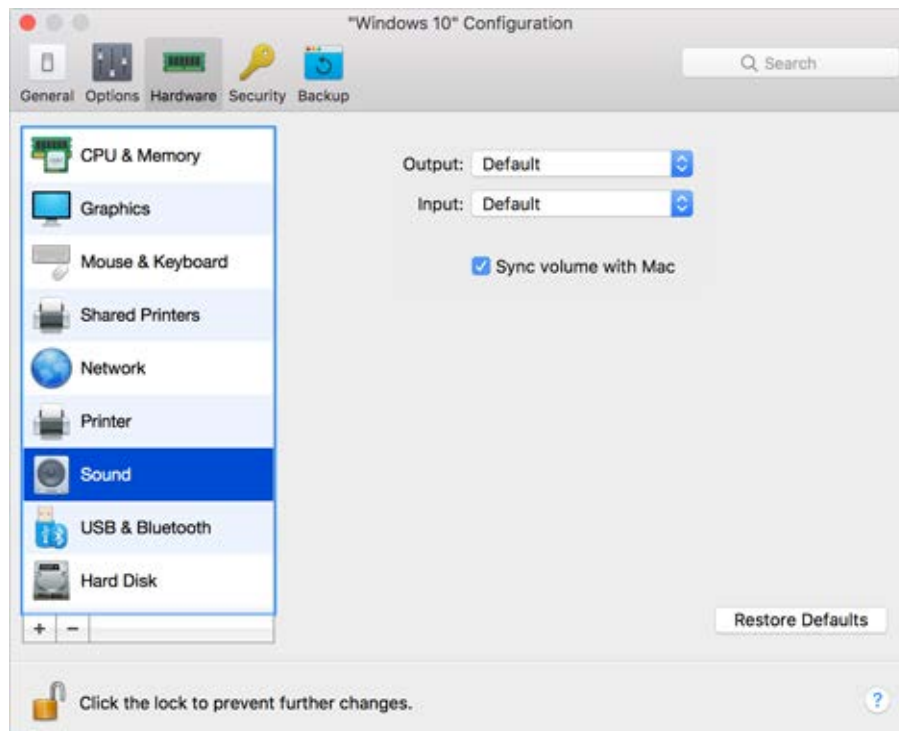 "Windows 10" Configuration
General Options Hardware Security Backup
Search
CPU & Memory
Graphics
Mouse & Keyboard
Shared Printers
Network
Printer
Sound
USB & Bluetooth
Hard Disk
+ −
Output: Default
Input: Default
Sync volume with Mac
Restore Defaults
Click the lock to prevent further changes.
?